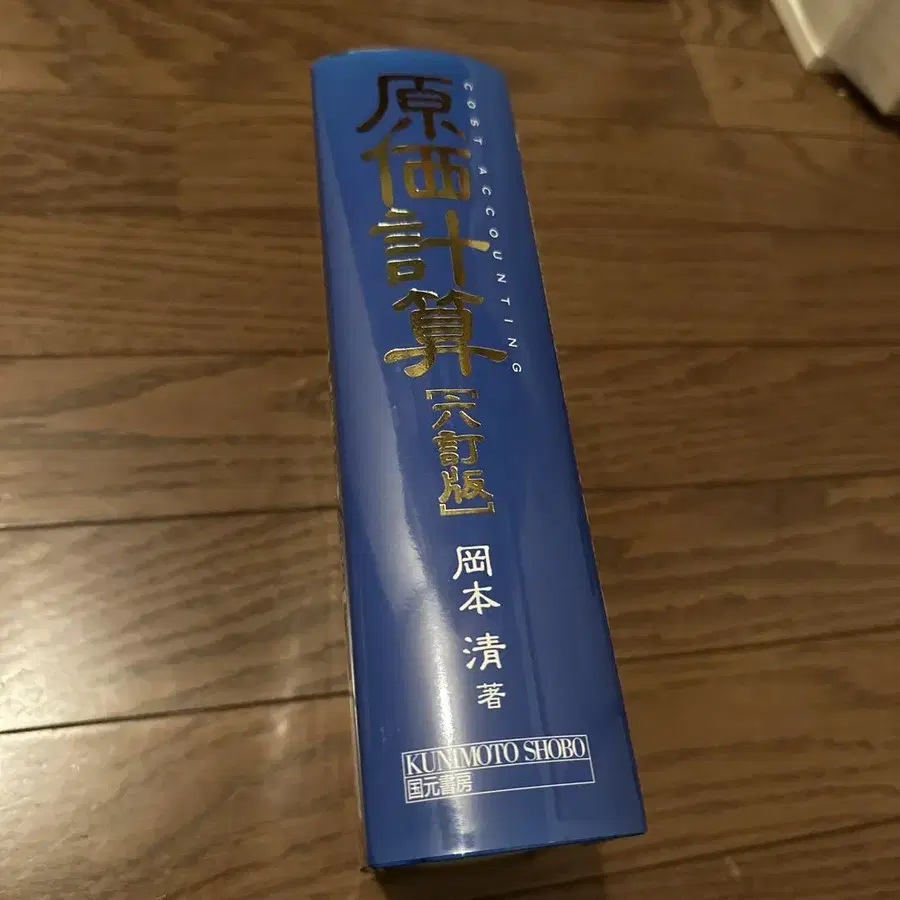 原価計算
COST ACCOUNTING
[六訂版]
岡本 清 著
KUNIMOTO SHOBO
国元書房